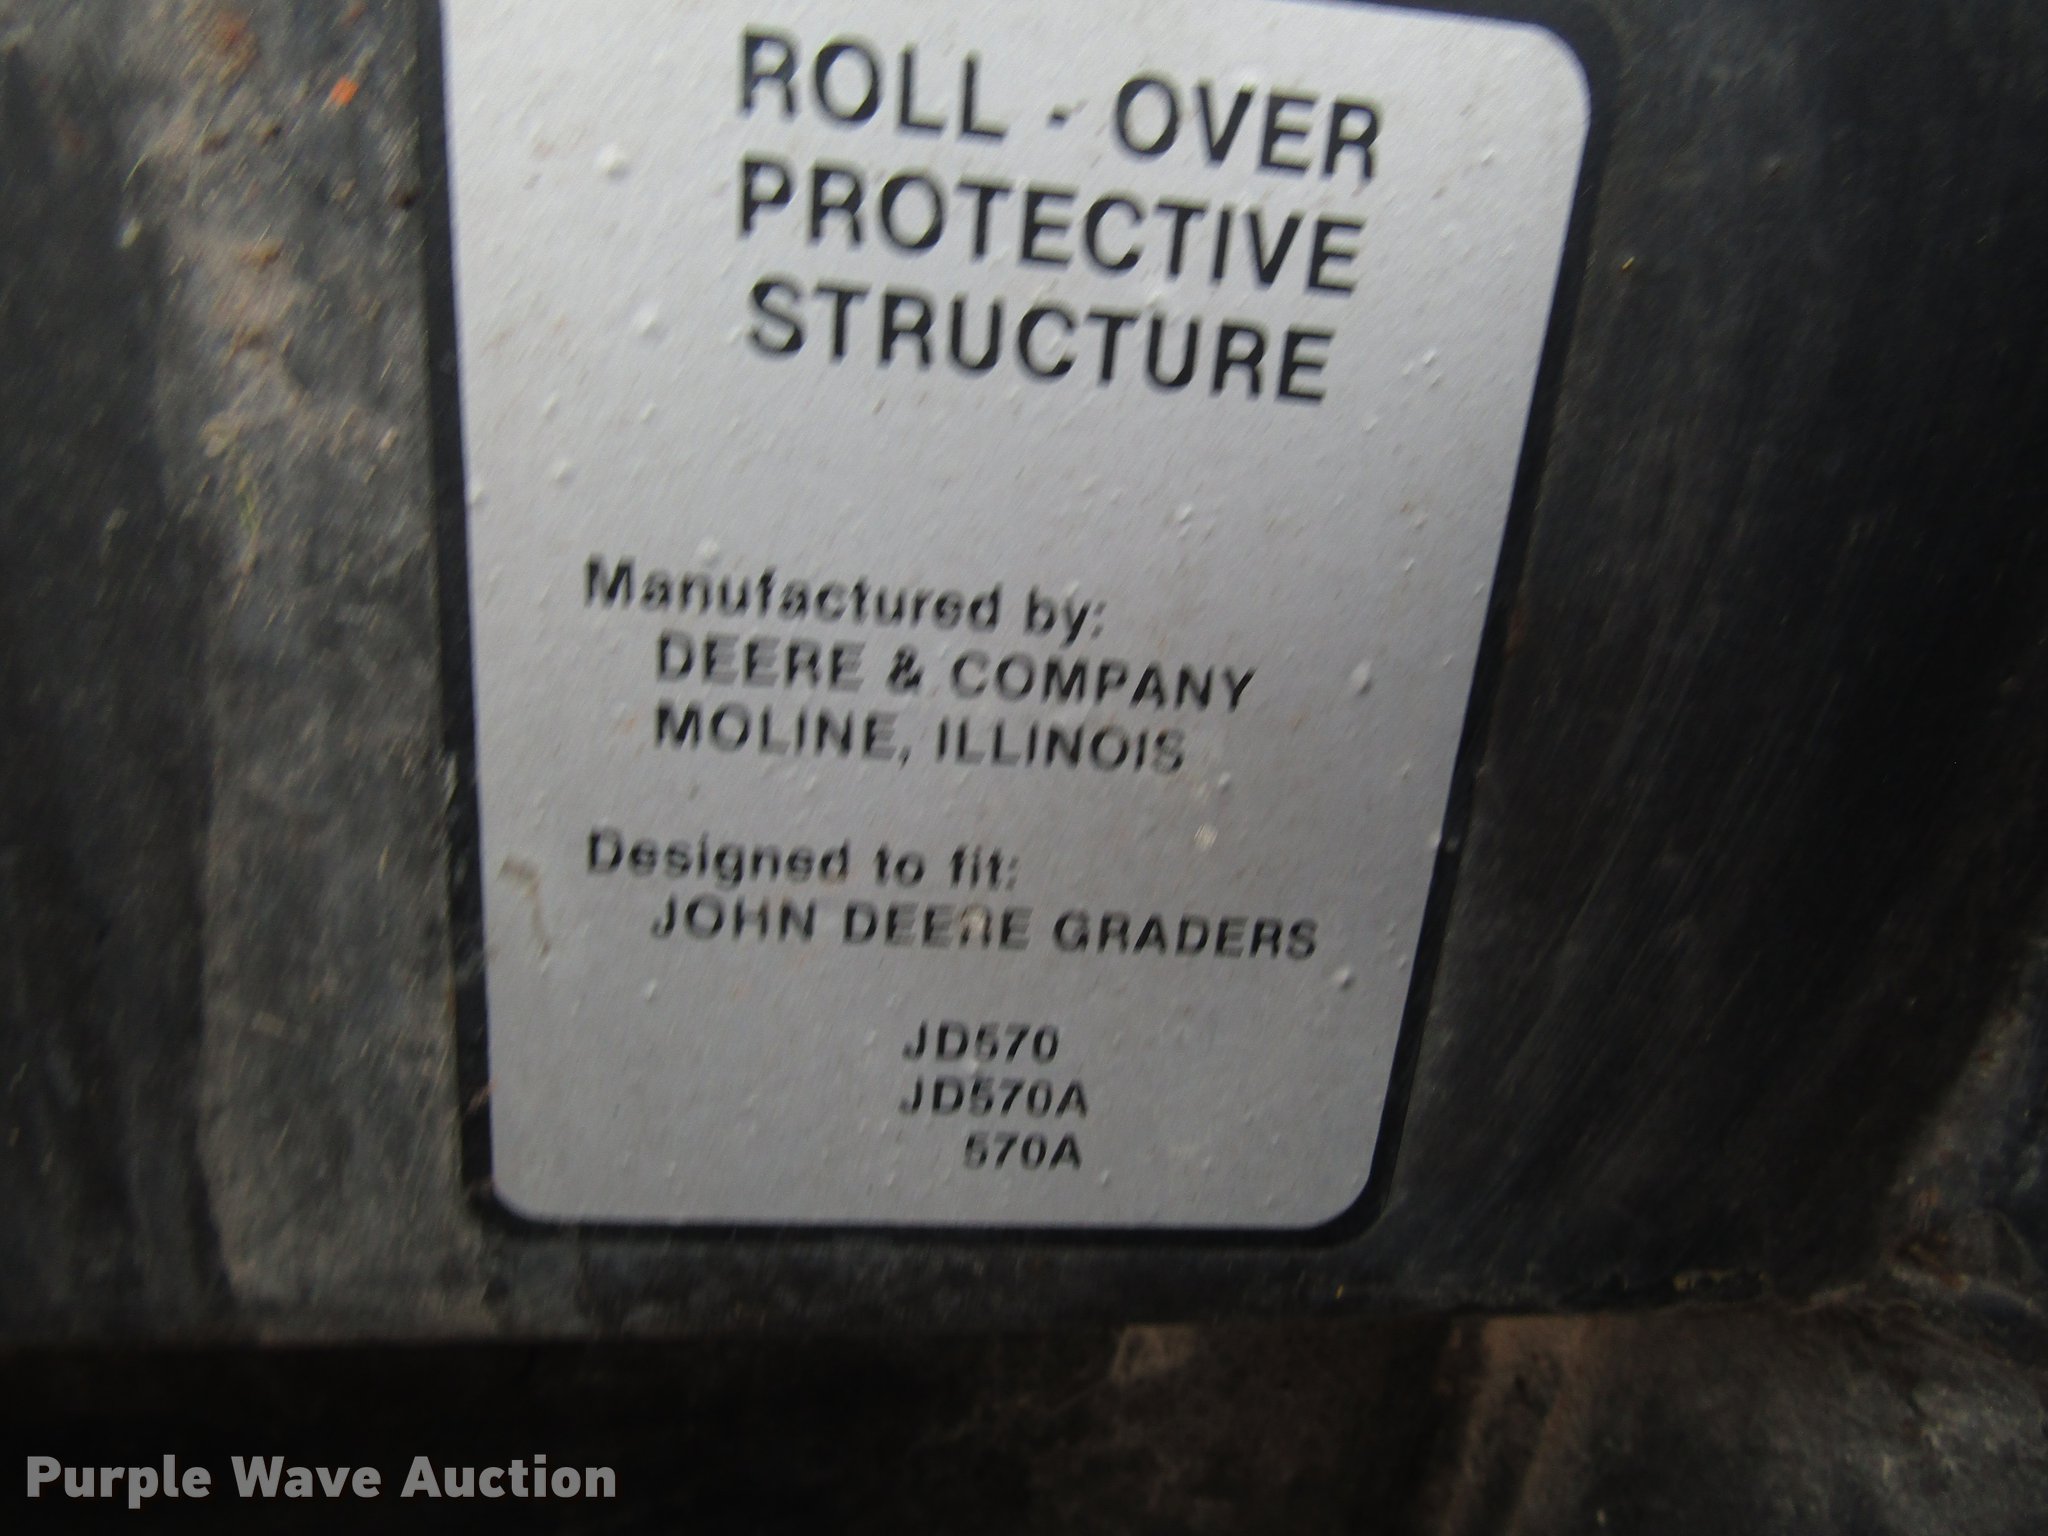 ROLL - OVER
PROTECTIVE
STRUCTURE
Manufactured by:
DEERE & COMPANY
MOLINE, ILLINOIS
Designed to fit:
JOHN DEERE GRADERS
JD570
JD570A
570A
Purple Wave Auction